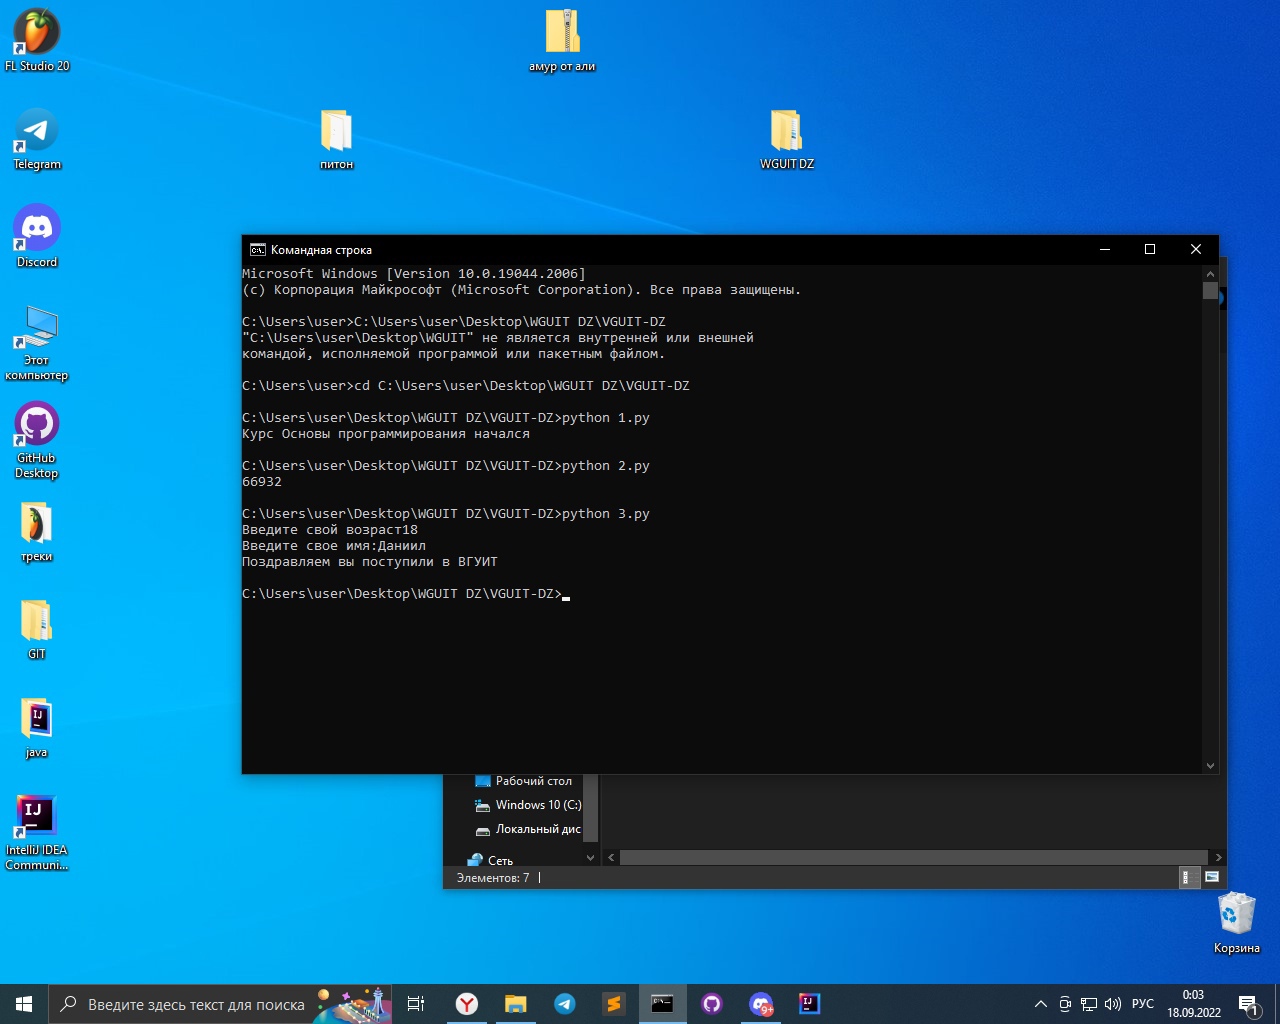 FL Studio 20
амур от али
Telegram
питон
WGUIT DZ
Discord
Этот
компьютер
GitHub
Desktop
треки
GIT
java
IntelliJ IDEA
Communi...
Командная строка
Microsoft Windows [Version 10.0.19044.2006]
(c) Корпорация Майкрософт (Microsoft Corporation). Все права защищены.
C:\Users\user>C:\Users\user\Desktop\WGUIT DZ\VGUIT-DZ
"C:\Users\user\Desktop\WGUIT" не является внутренней или внешней
командой, исполняемой программой или пакетным файлом.
C:\Users\user>cd C:\Users\user\Desktop\WGUIT DZ\VGUIT-DZ
C:\Users\user\Desktop\WGUIT DZ\VGUIT-DZ>python 1.py
Курс Основы программирования начался
C:\Users\user\Desktop\WGUIT DZ\VGUIT-DZ>python 2.py
66932
C:\Users\user\Desktop\WGUIT DZ\VGUIT-DZ>python 3.py
Введите свой возраст18
Введите свое имя:Даниил
Поздравляем вы поступили в ВГУИТ
C:\Users\user\Desktop\WGUIT DZ\VGUIT-DZ>
Рабочий стол
Windows 10 (C:)
Локальный дис
Сеть
Элементов: 7
Корзина
Введите здесь текст для поиска
9+
РУС
0:03
18.09.2022
1